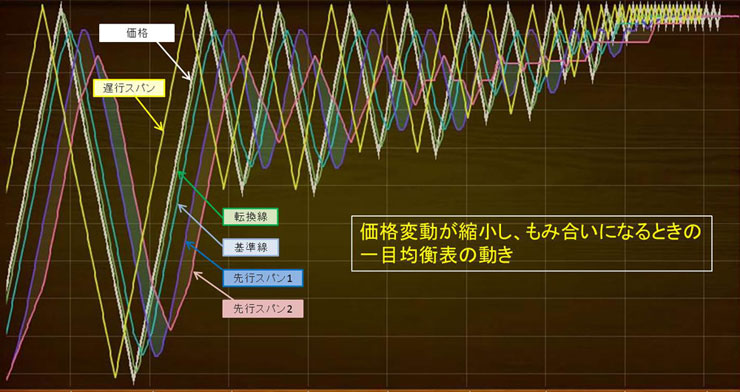 価格
遅行スパン
転換線
基準線
先行スパン1
先行スパン2
価格変動が縮小し、もみ合いになるときの
一目均衡表の動き